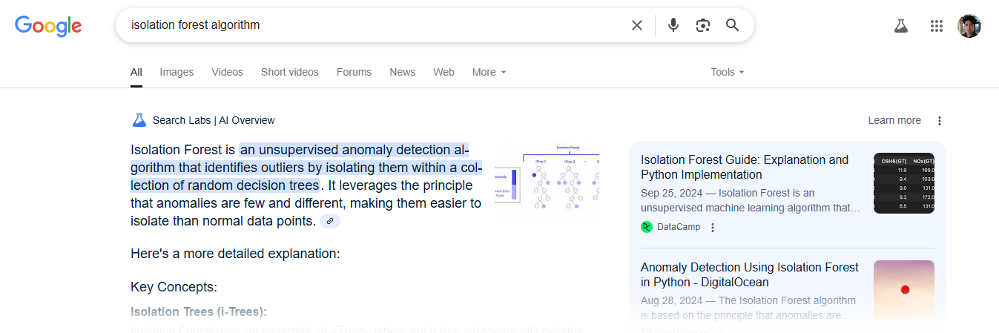 Google
isolation forest algorithm
All Images Videos Short videos Forums News Web More Tools
Search Labs | AI Overview
Learn more
Isolation Forest is an unsupervised anomaly detection al-
gorithm that identifies outliers by isolating them within a col-
lection of random decision trees. It leverages the principle
that anomalies are few and different, making them easier to
isolate than normal data points.
Here's a more detailed explanation:
Key Concepts:
Isolation Trees (i-Trees):
Isolation Forest uses an ensemble of i-Trees, where each tree independently isolates
Isolation Forest
iTree 1 iTree 2
Isolation Forest Guide: Explanation and
Python Implementation
Sep 25, 2024 — Isolation Forest is an
unsupervised machine learning algorithm that...
DataCamp
C6H6(GT) NOx(GT)
11.9 166.0
9.4 103.0
9.0 131.0
9.2 172.0
6.5 131.0
Anomaly Detection Using Isolation Forest
in Python - DigitalOcean
Aug 28, 2024 — The Isolation Forest algorithm
is based on the principle that anomalies are...